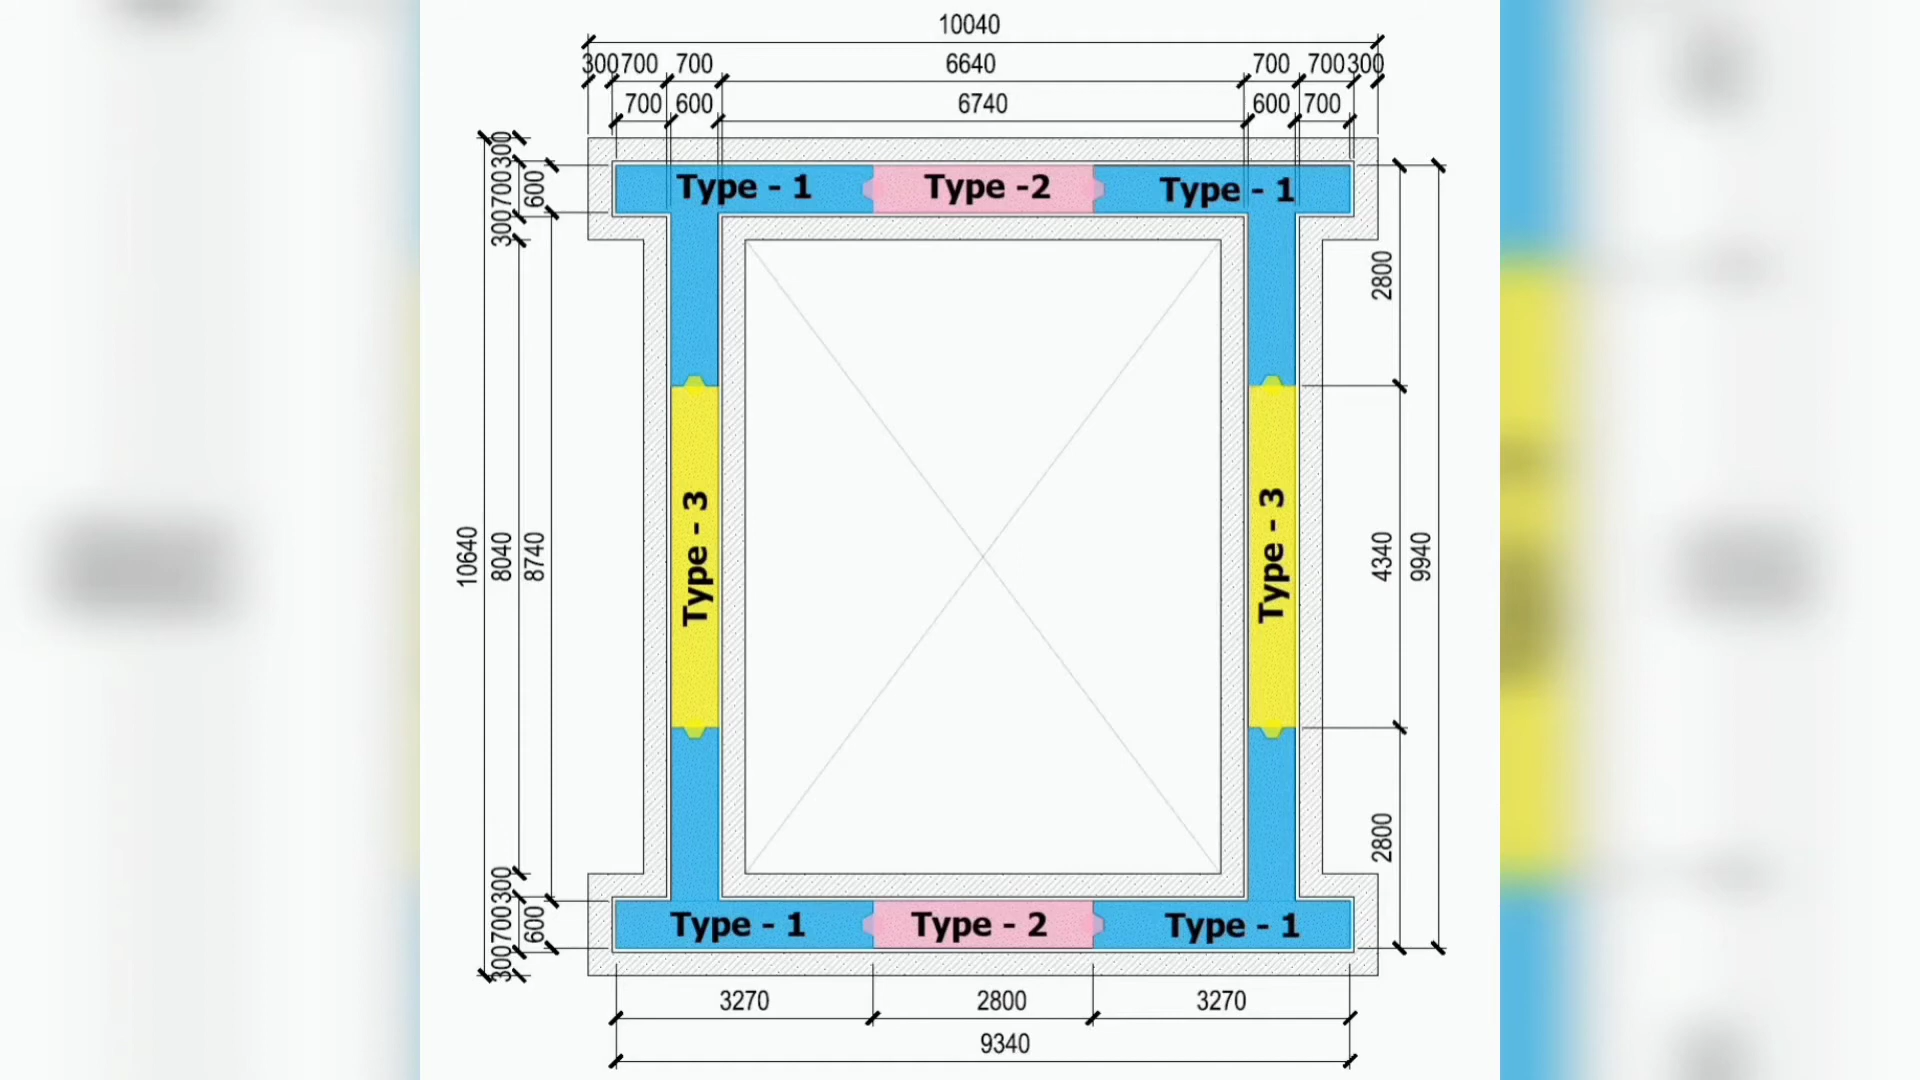 10040
300 700 700 6640 700 700 300
700 600 6740 600 700
300
700
300
600
Type - 1
Type -2
Type - 1
2800
Type - 3
Type - 3
10640
8040
8740
4340
9940
2800
300
700
300
600
Type - 1
Type - 2
Type - 1
3270
2800
3270
9340